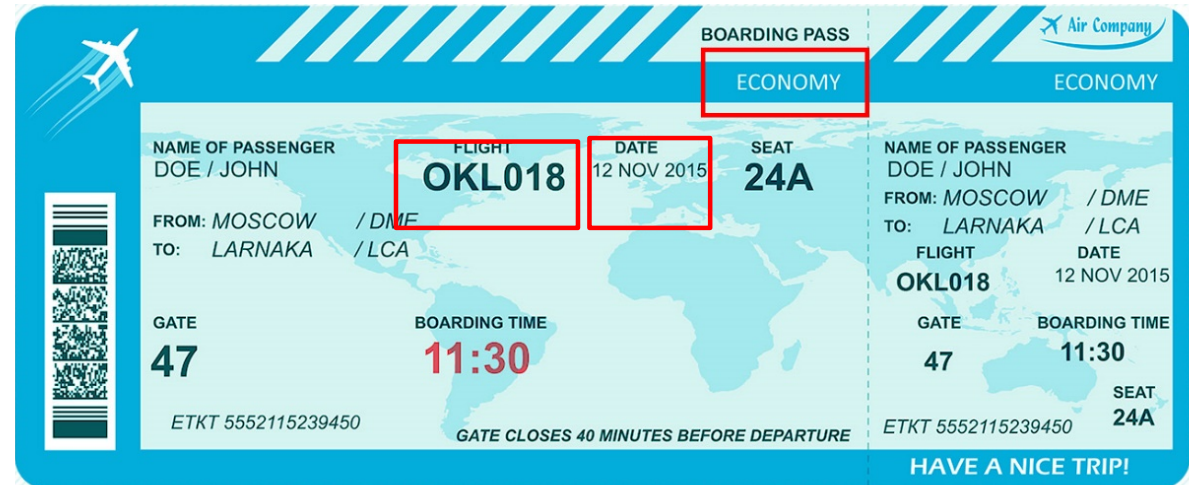 BOARDING PASS
Air Company
ECONOMY
ECONOMY
NAME OF PASSENGER
DOE / JOHN
FLIGHT
OKL018
DATE
12 NOV 2015
SEAT
24A
FROM: MOSCOW / DME
TO: LARNAKA / LCA
GATE
47
BOARDING TIME
11:30
ETKT 5552115239450
GATE CLOSES 40 MINUTES BEFORE DEPARTURE
NAME OF PASSENGER
DOE / JOHN
FROM: MOSCOW / DME
TO: LARNAKA / LCA
FLIGHT DATE
OKL018 12 NOV 2015
GATE BOARDING TIME
47 11:30
SEAT
ETKT 5552115239450 24A
HAVE A NICE TRIP!